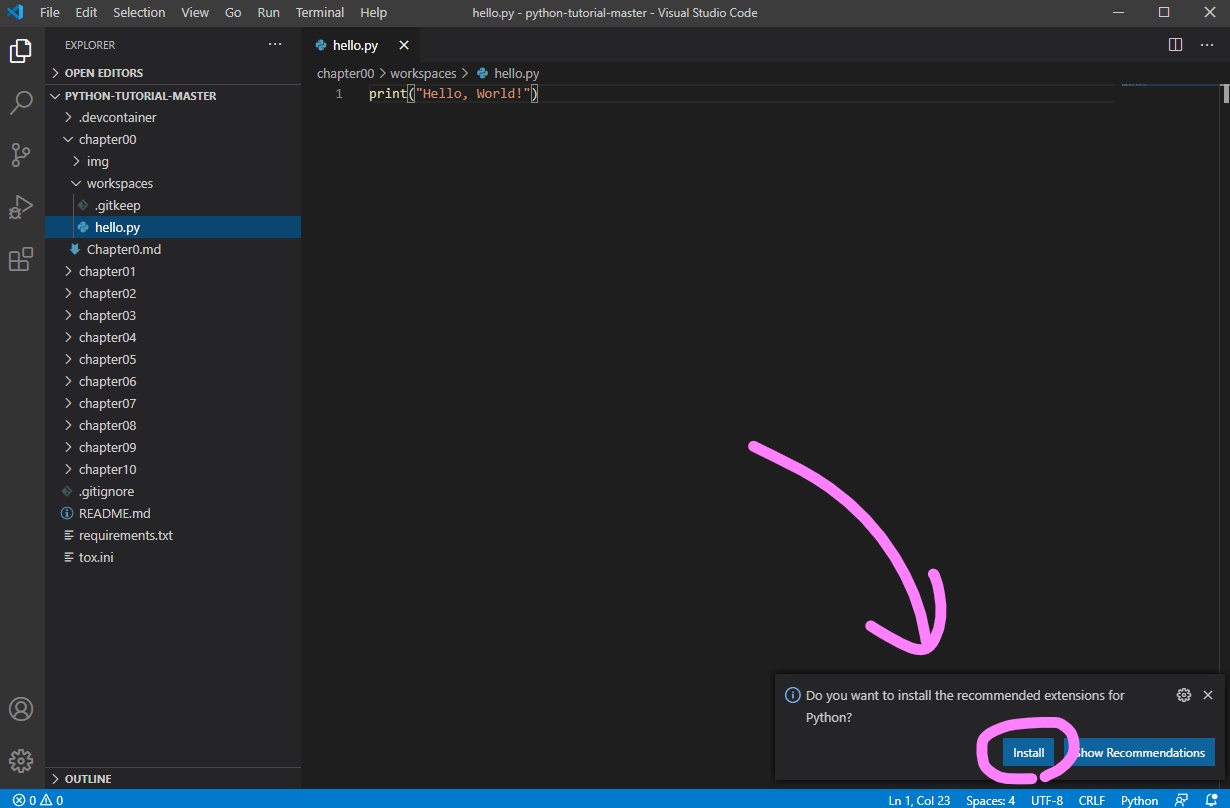 File Edit Selection View Go Run Terminal Help hello.py - python-tutorial-master - Visual Studio Code
EXPLORER
OPEN EDITORS
PYTHON-TUTORIAL-MASTER
.devcontainer
chapter00
img
workspaces
.gitkeep
hello.py
Chapter0.md
chapter01
chapter02
chapter03
chapter04
chapter05
chapter06
chapter07
chapter08
chapter09
chapter10
.gitignore
README.md
requirements.txt
tox.ini
OUTLINE
hello.py
chapter00 > workspaces > hello.py
1 print("Hello, World!")
Do you want to install the recommended extensions for
Python?
Install Show Recommendations
0 0 Ln 1, Col 23 Spaces: 4 UTF-8 CRLF Python